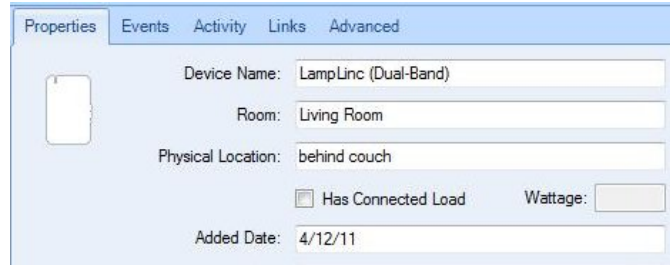 Properties Events Activity Links Advanced
Device Name: LampLinc (Dual-Band)
Room: Living Room
Physical Location: behind couch
Has Connected Load Wattage:
Added Date: 4/12/11